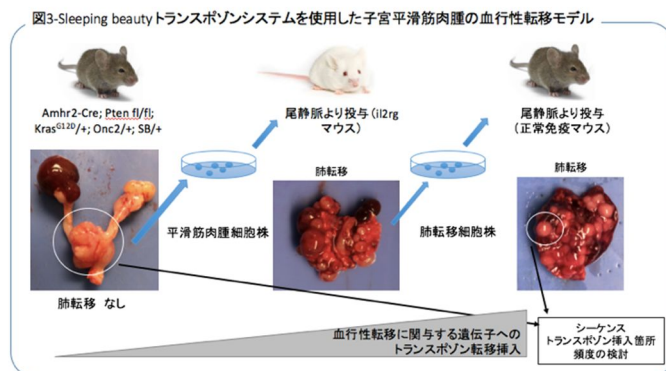 図3-Sleeping beautyトランスポゾンシステムを使用した子宮平滑筋肉腫の血行性転移モデル
Amhr2-Cre; Pten fl/fl;
KrasG12D/+; Onc2/+; SB/+
尾静脈より投与(il2rg
マウス)
尾静脈より投与
(正常免疫マウス)
肺転移
肺転移
平滑筋肉腫細胞株
肺転移細胞株
肺転移 なし
血行性転移に関与する遺伝子への
トランスポゾン転移挿入
シーケンス
トランスポゾン挿入箇所
頻度の検討